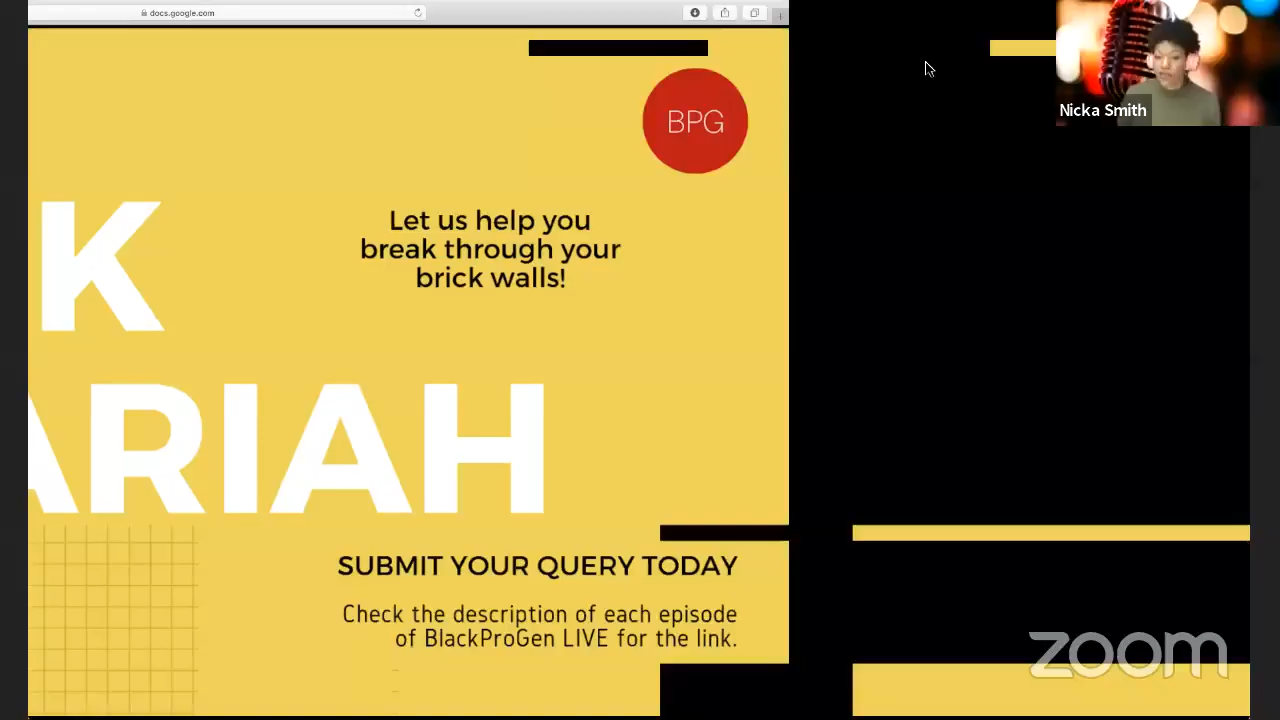 docs.google.com
BPG
Nicka Smith
Let us help you
break through your
brick walls!
K
ARIAH
SUBMIT YOUR QUERY TODAY
Check the description of each episode
of BlackProGen LIVE for the link.
zoom